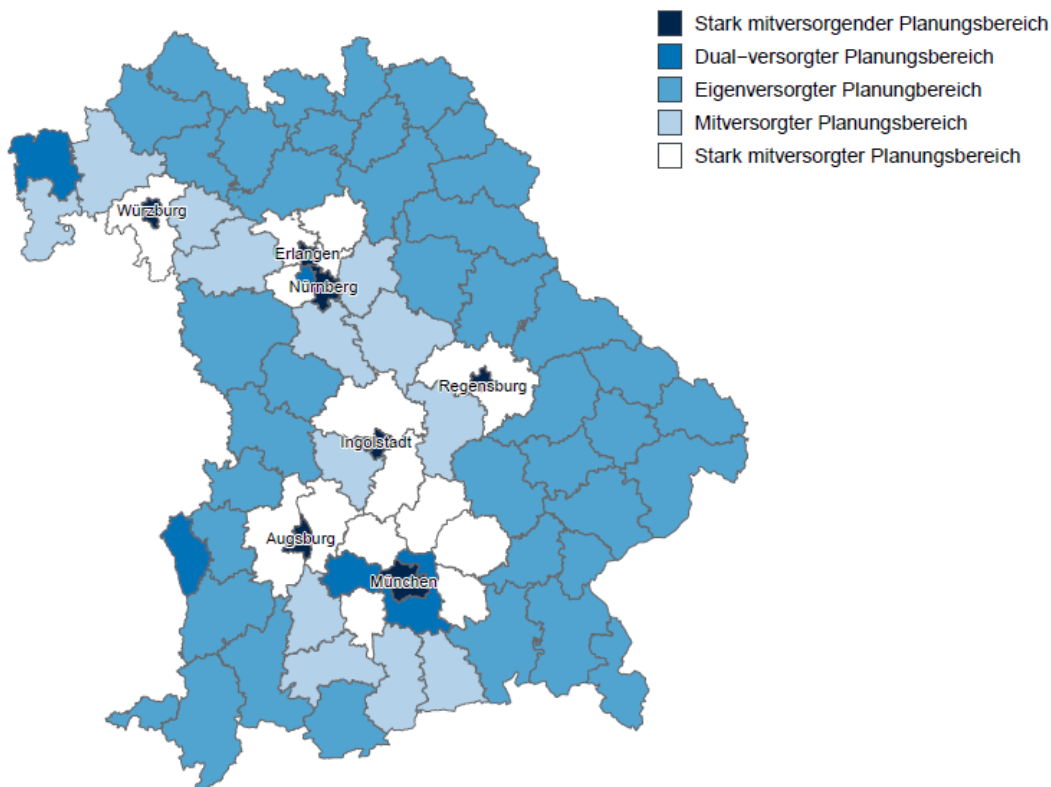 Stark mitversorgender Planungsbereich
Dual−versorgter Planungsbereich
Eigenversorgter Planungbereich
Mitversorgter Planungsbereich
Stark mitversorgter Planungsbereich
Würzburg
Erlangen
Nürnberg
Regensburg
Ingolstadt
Augsburg
München